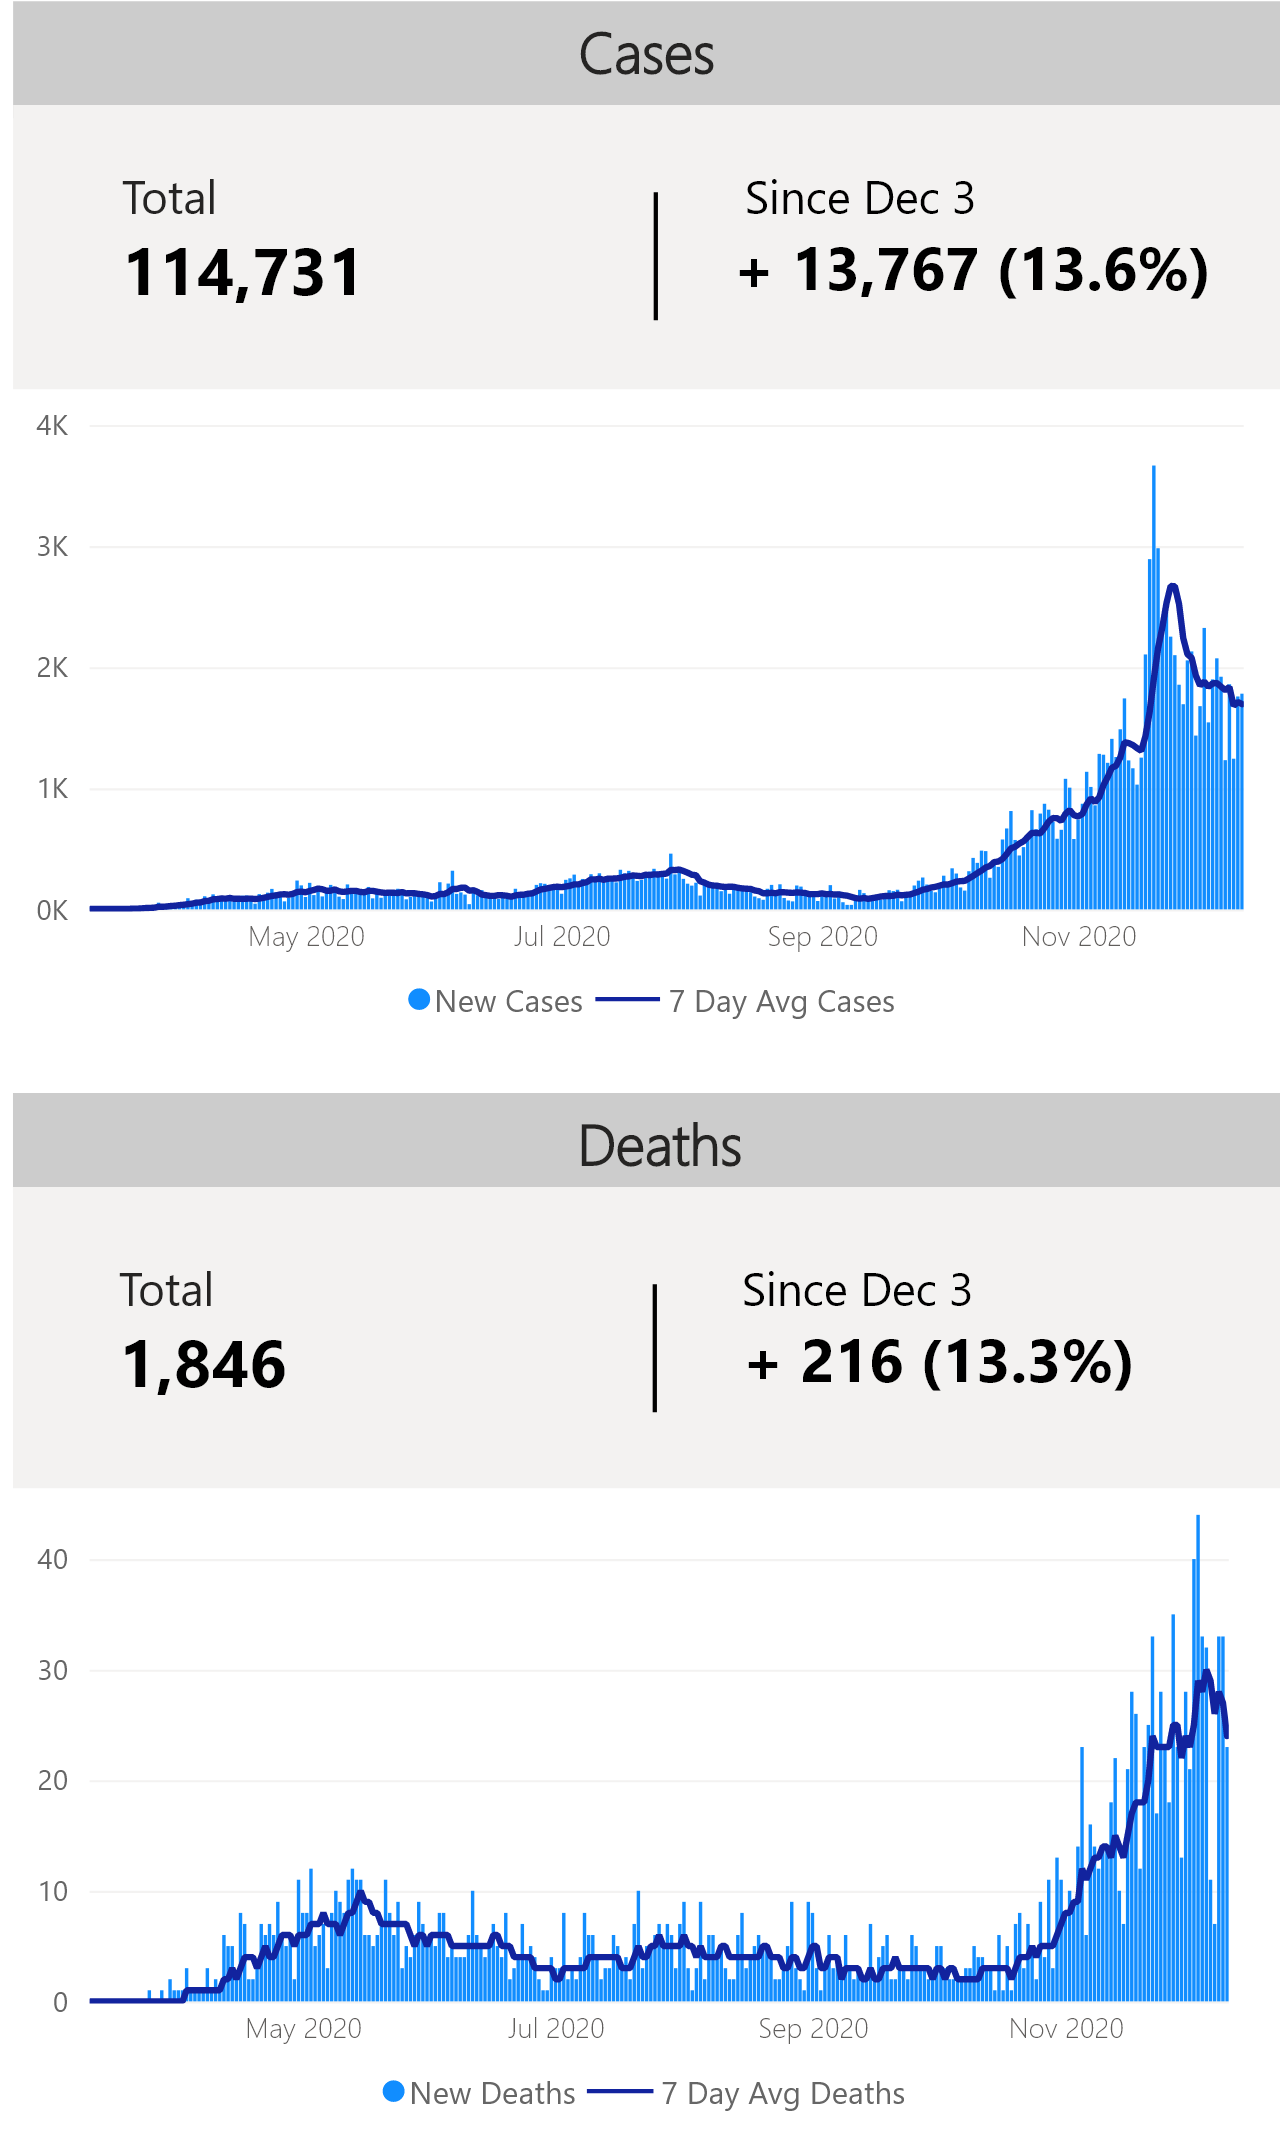 Cases
Total
Since Dec 3
114,731
+ 13,767 (13.6%)
4K
3K
2K
1K
0K
May 2020
Jul 2020
Sep 2020
Nov 2020
New Cases
7 Day Avg Cases
Deaths
Total
Since Dec 3
1,846
+ 216 (13.3%)
40
30
20
10
0
May 2020
Jul 2020
Sep 2020
Nov 2020
New Deaths
7 Day Avg Deaths